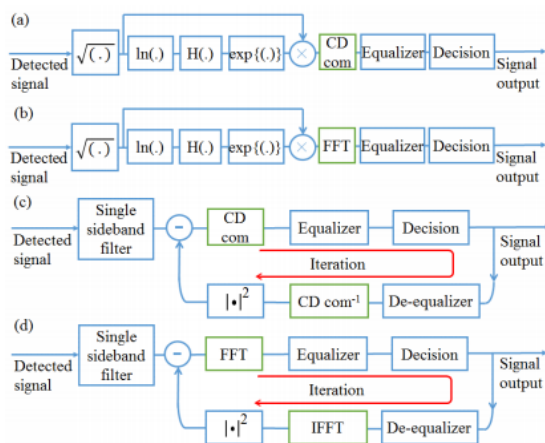 (a)
√(.) ln(.) H(.) exp{(.)} × CD com Equalizer Decision
Detected signal
Signal output
(b)
√(.) ln(.) H(.) exp{(.)} × FFT Equalizer Decision
Detected signal
Signal output
(c)
Single sideband filter
−
CD com
Equalizer
Decision
Detected signal
Signal output
Iteration
|•|²
CD com⁻¹
De-equalizer
(d)
Single sideband filter
−
FFT
Equalizer
Decision
Detected signal
Signal output
Iteration
|•|²
IFFT
De-equalizer